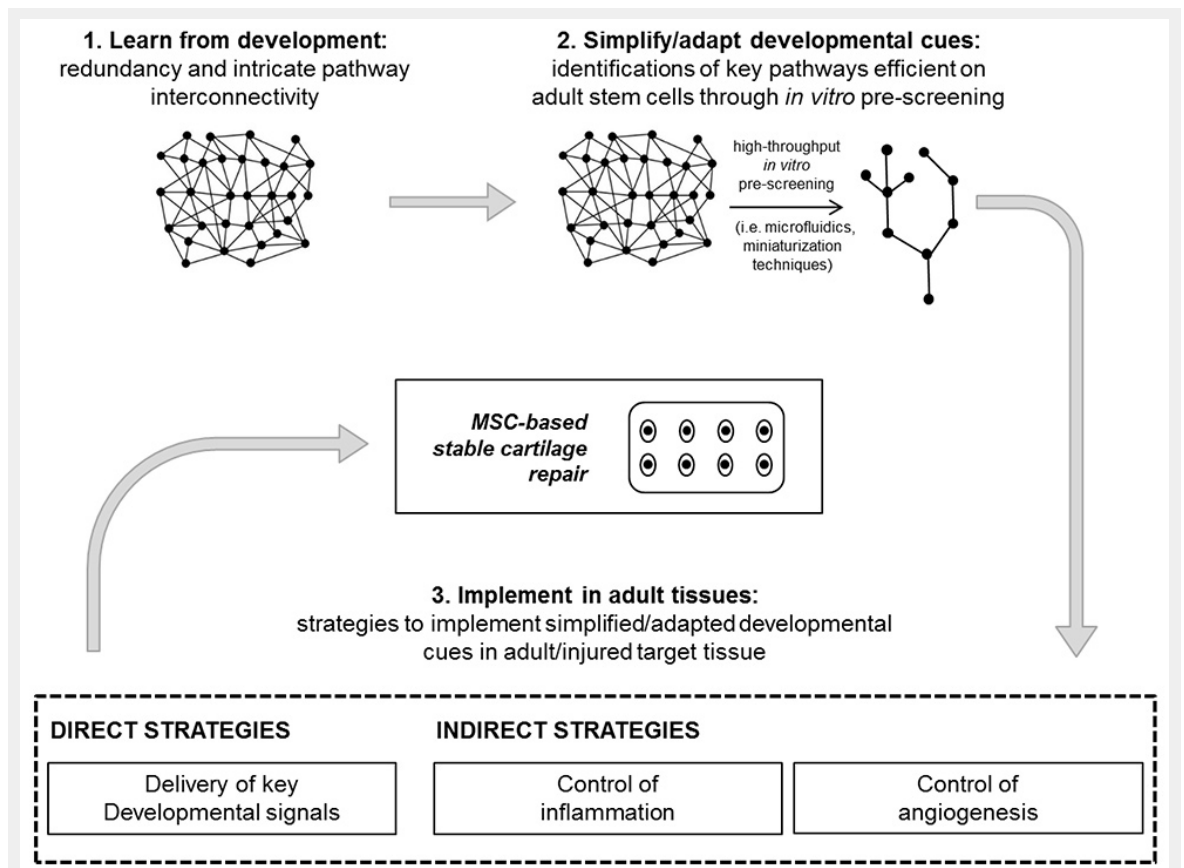 1. Learn from development:
redundancy and intricate pathway
interconnectivity
2. Simplify/adapt developmental cues:
identifications of key pathways efficient on
adult stem cells through in vitro pre-screening
high-throughput
in vitro
pre-screening
(i.e. microfluidics,
miniaturization
techniques)
MSC-based
stable cartilage
repair
3. Implement in adult tissues:
strategies to implement simplified/adapted developmental
cues in adult/injured target tissue
DIRECT STRATEGIES
Delivery of key
Developmental signals
INDIRECT STRATEGIES
Control of
inflammation
Control of
angiogenesis